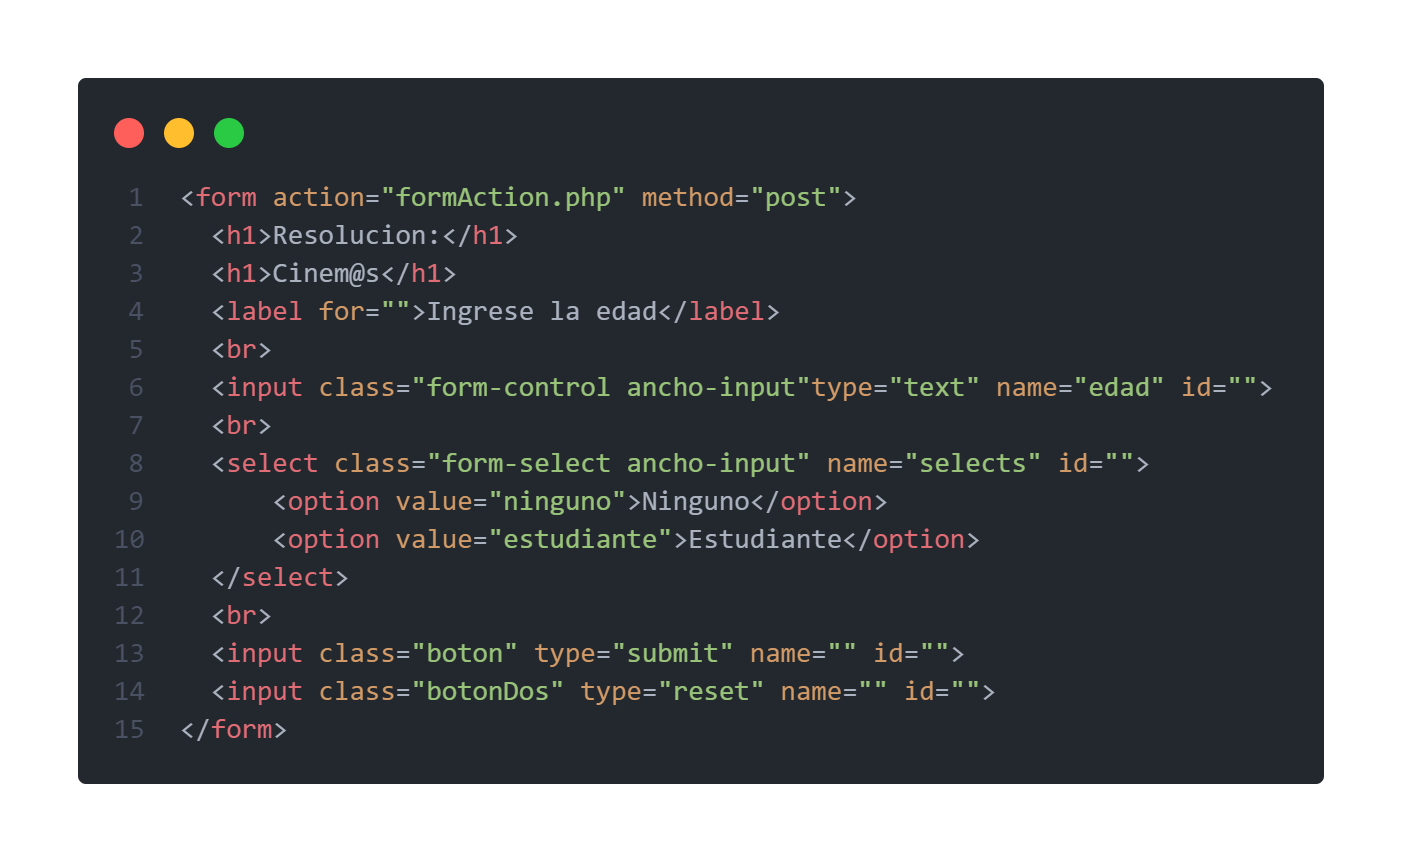 1 <form action="formAction.php" method="post">
2 <h1>Resolucion:</h1>
3 <h1>Cinem@s</h1>
4 <label for="">Ingrese la edad</label>
5 <br>
6 <input class="form-control ancho-input"type="text" name="edad" id="">
7 <br>
8 <select class="form-select ancho-input" name="selects" id="">
9 <option value="ninguno">Ninguno</option>
10 <option value="estudiante">Estudiante</option>
11 </select>
12 <br>
13 <input class="boton" type="submit" name="" id="">
14 <input class="botonDos" type="reset" name="" id="">
15 </form>